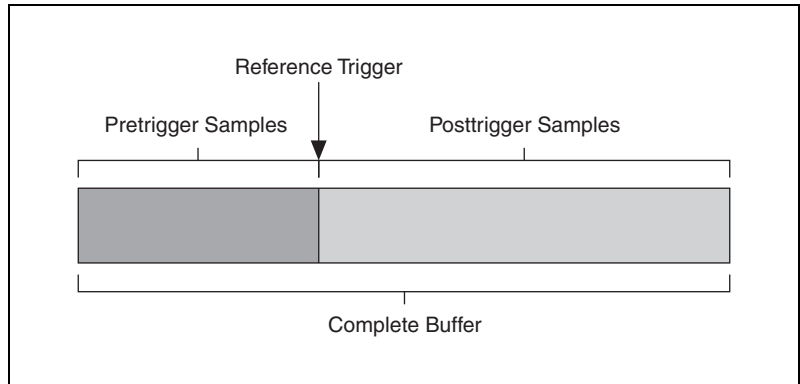 Reference Trigger
Pretrigger Samples
Posttrigger Samples
Complete Buffer